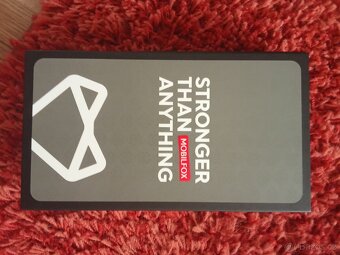 STRONGER
THAN
MOBILFOX
ANYTHING